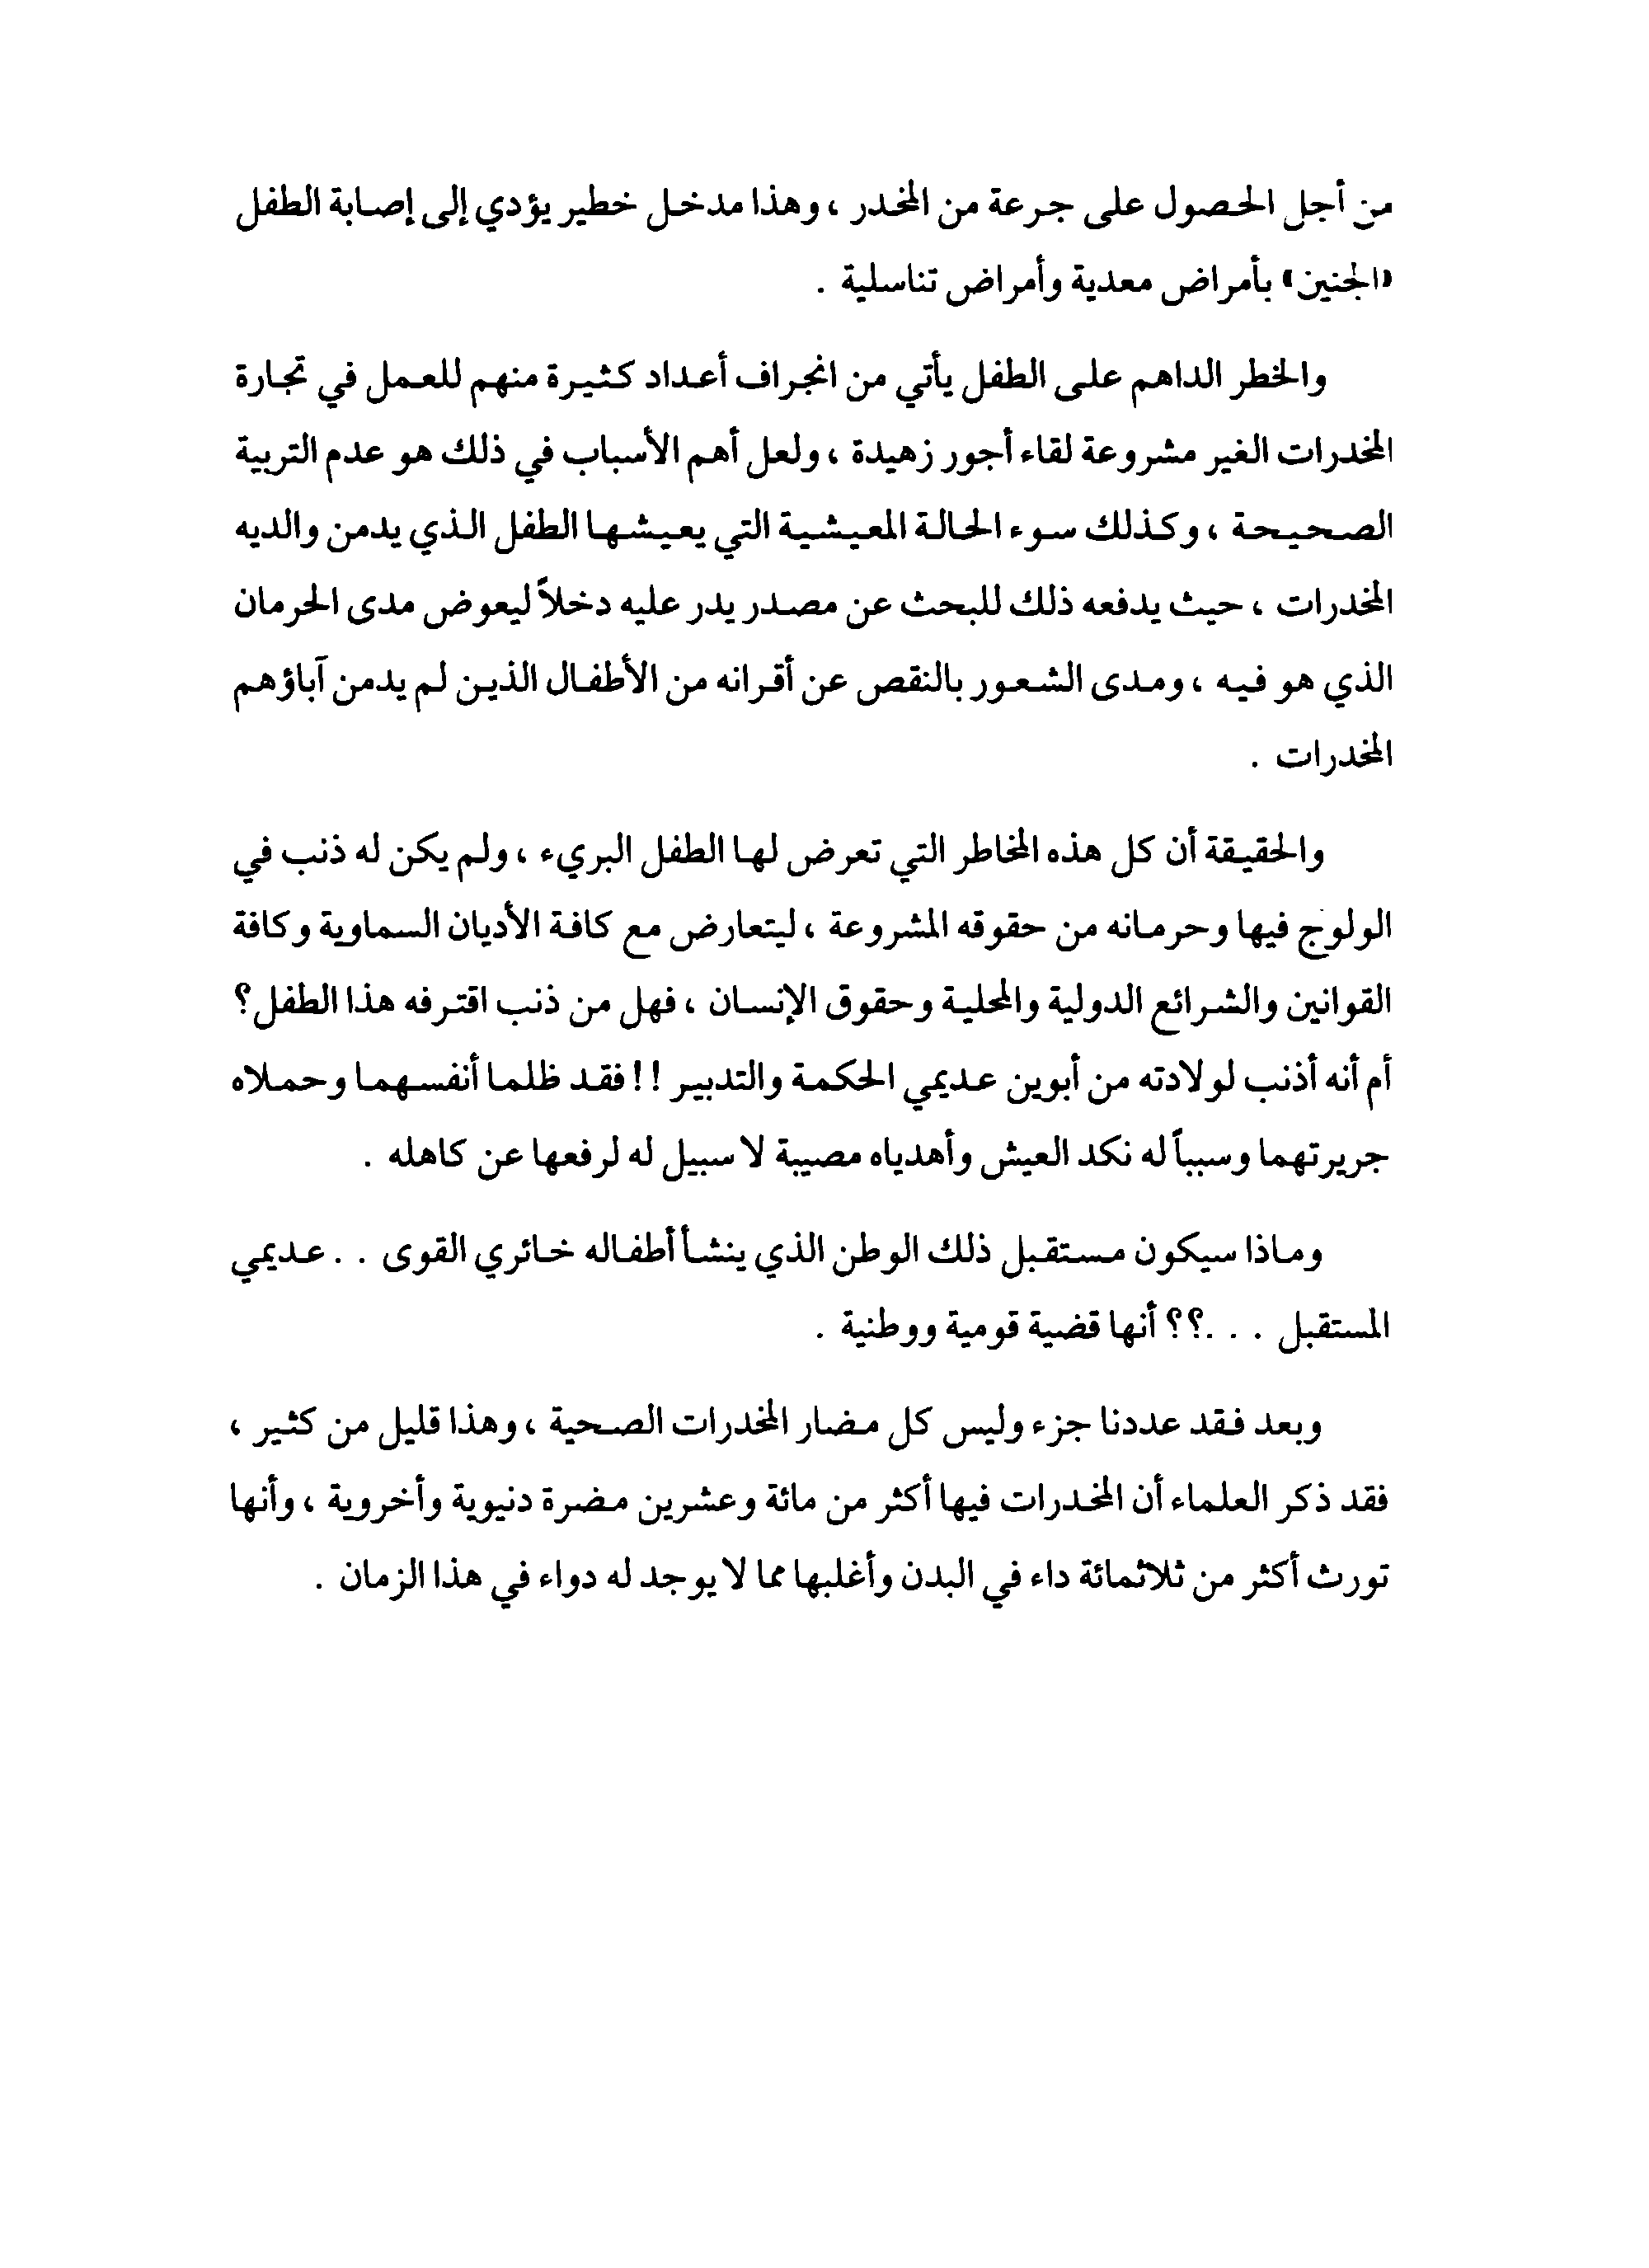 من أجل الحصول على جرعة من المخدر ، وهذا مدخل خطير يؤدي إلى إصابة الطفل
«الجنين» بأمراض معدية وأمراض تناسلية .
والخطر الداهم على الطفل يأتي من انجراف أعداد كثيرة منهم للعمل في تجارة
المخدرات الغير مشروعة لقاء أجور زهيدة ، ولعل أهم الأسباب في ذلك هو عدم التربية
الصحيحة ، وكذلك سوء الحالة المعيشية التي يعيشها الطفل الذي يدمن والديه
المخدرات ، حيث يدفعه ذلك للبحث عن مصدر يدر عليه دخلاً ليعوض مدى الحرمان
الذي هو فيه ، ومدى الشعور بالنقص عن أقرانه من الأطفال الذين لم يدمن آباؤهم
المخدرات .
والحقيقة أن كل هذه المخاطر التي تعرض لها الطفل البريء ، ولم يكن له ذنب في
الولوج فيها وحرمانه من حقوقه المشروعة ، ليتعارض مع كافة الأديان السماوية وكافة
القوانين والشرائع الدولية والمحلية وحقوق الإنسان ، فهل من ذنب اقترفه هذا الطفل؟
أم أنه أذنب لولادته من أبوين عديمي الحكمة والتدبير !! فقد ظلما أنفسهما وحملاه
جريرتهما وسبباً له نكد العيش وأهدياه مصيبة لا سبيل له لرفعها عن كاهله .
وماذا سيكون مستقبل ذلك الوطن الذي ينشأ أطفاله خائري القوى . . عديمي
المستقبل . . .؟؟ أنها قضية قومية ووطنية .
وبعد فقد عددنا جزء وليس كل مضار المخدرات الصحية ، وهذا قليل من كثير ،
فقد ذكر العلماء أن المخدرات فيها أكثر من مائة وعشرين مضرة دنيوية وأخروية ، وأنها
تورث أكثر من ثلاثمائة داء في البدن وأغلبها مما لا يوجد له دواء في هذا الزمان .